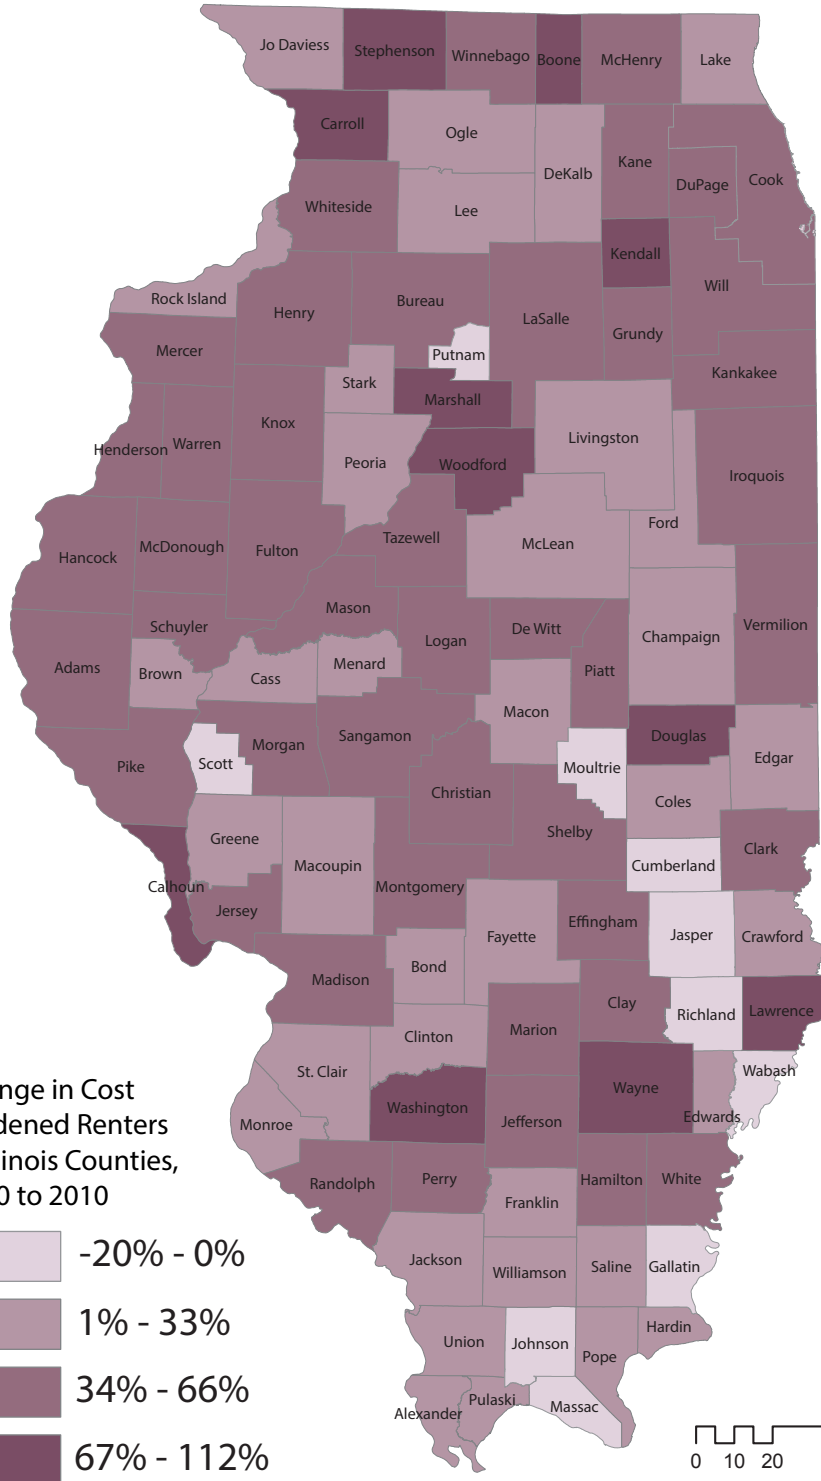 Jo Daviess
Stephenson
Winnebago
Boone
McHenry
Lake
Carroll
Ogle
DeKalb
Kane
DuPage
Cook
Whiteside
Lee
Kendall
Will
Rock Island
Henry
Bureau
LaSalle
Grundy
Mercer
Putnam
Kankakee
Stark
Marshall
Knox
Livingston
Henderson
Warren
Peoria
Woodford
Iroquois
Ford
Hancock
McDonough
Fulton
Tazewell
McLean
Mason
Schuyler
Logan
De Witt
Champaign
Vermilion
Adams
Brown
Cass
Menard
Piatt
Macon
Pike
Scott
Morgan
Sangamon
Douglas
Moultrie
Edgar
Christian
Coles
Shelby
Greene
Macoupin
Clark
Cumberland
Calhoun
Montgomery
Jersey
Effingham
Fayette
Jasper
Crawford
Bond
Madison
Clay
Richland
Lawrence
Marion
Clinton
St. Clair
Wabash
Wayne
Washington
Edwards
Jefferson
Monroe
Randolph
Perry
Hamilton
White
Franklin
Jackson
Williamson
Saline
Gallatin
Union
Johnson
Hardin
Pope
Alexander
Pulaski
Massac
nge in Cost
dened Renters
linois Counties,
0 to 2010
-20% - 0%
1% - 33%
34% - 66%
67% - 112%
0 10 20